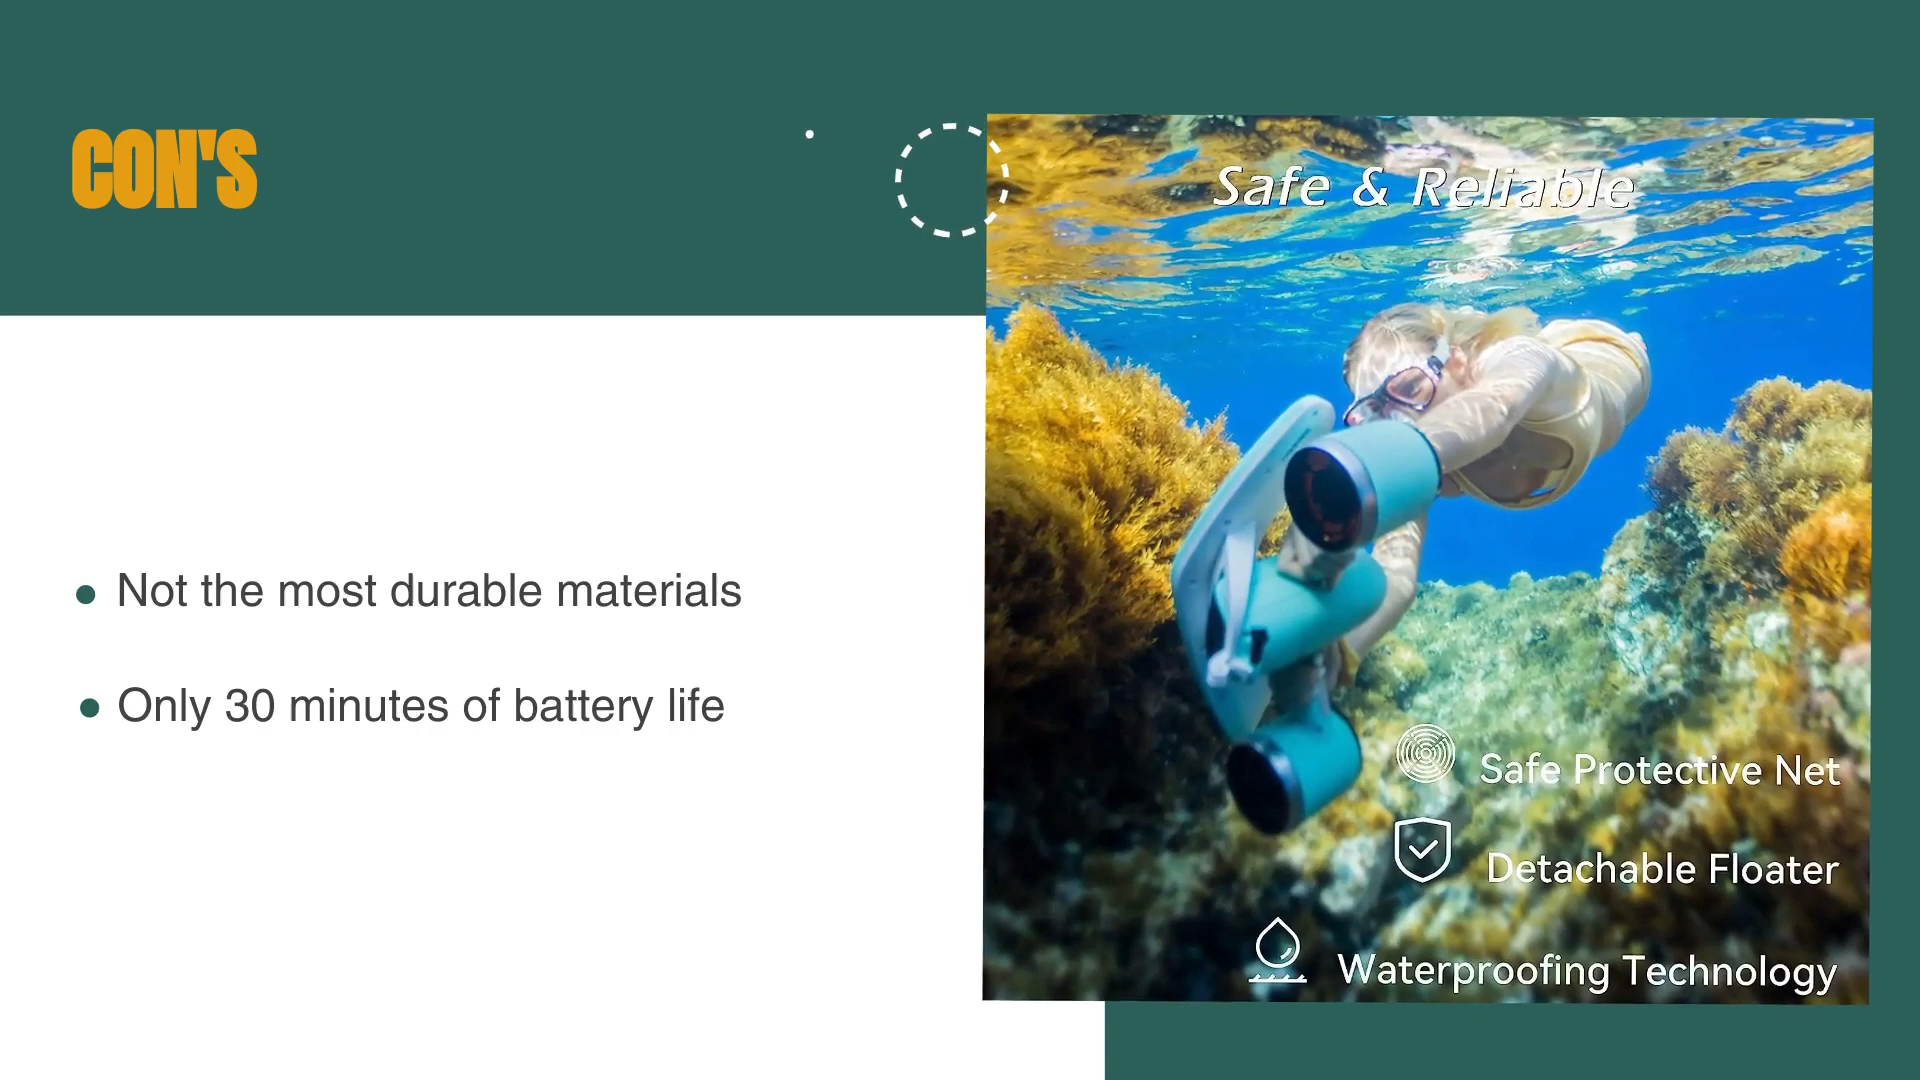 CON'S
Not the most durable materials
Only 30 minutes of battery life
Safe & Reliable
Safe Protective Net
Detachable Floater
Waterproofing Technology